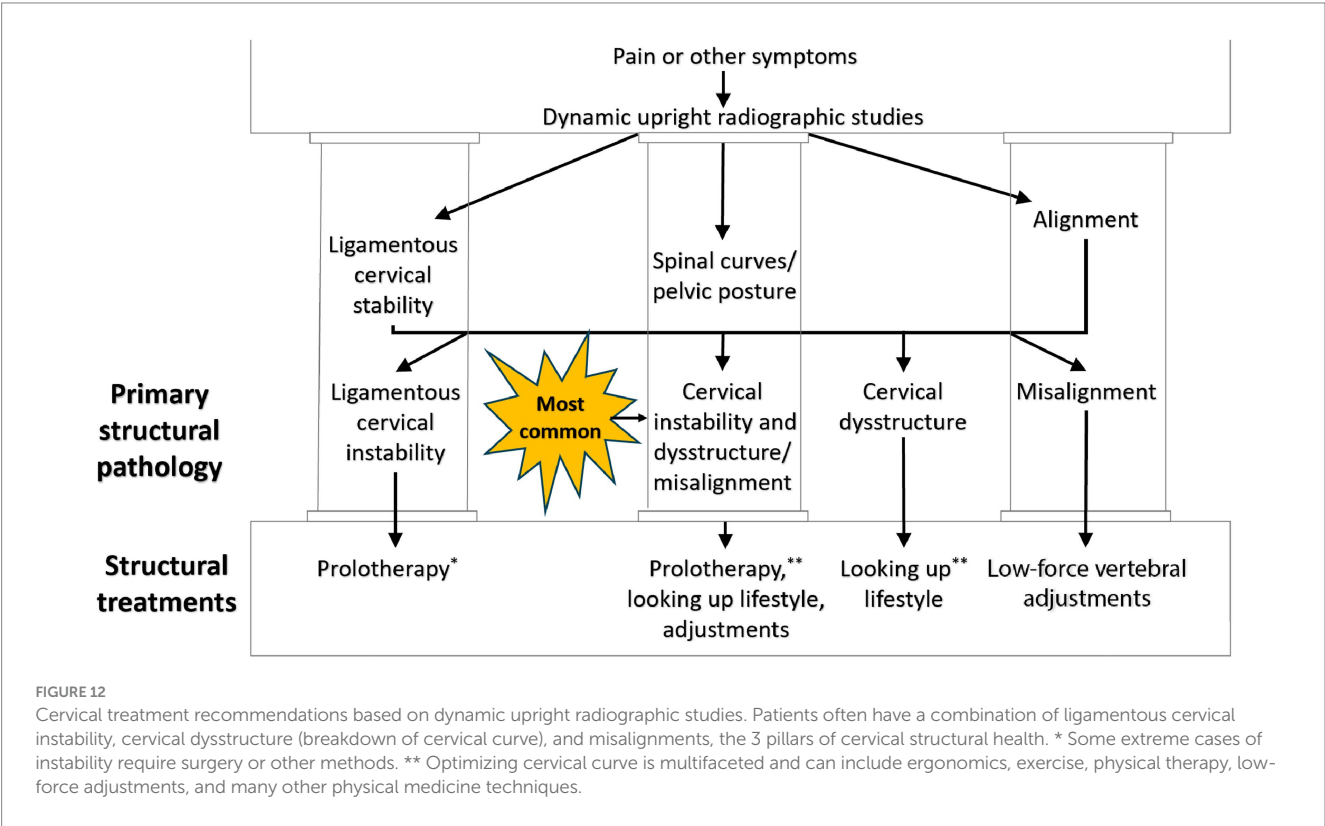 Pain or other symptoms
Dynamic upright radiographic studies
Ligamentous
cervical
stability
Spinal curves/
pelvic posture
Alignment
Primary
structural
pathology
Ligamentous
cervical
instability
Most
common
Cervical
instability and
dysstructure/
misalignment
Cervical
dysstructure
Misalignment
Structural
treatments
Prolotherapy*
Prolotherapy,**
looking up lifestyle,
adjustments
Looking up**
lifestyle
Low-force vertebral
adjustments
FIGURE 12
Cervical treatment recommendations based on dynamic upright radiographic studies. Patients often have a combination of ligamentous cervical
instability, cervical dysstructure (breakdown of cervical curve), and misalignments, the 3 pillars of cervical structural health. * Some extreme cases of
instability require surgery or other methods. ** Optimizing cervical curve is multifaceted and can include ergonomics, exercise, physical therapy, low-
force adjustments, and many other physical medicine techniques.